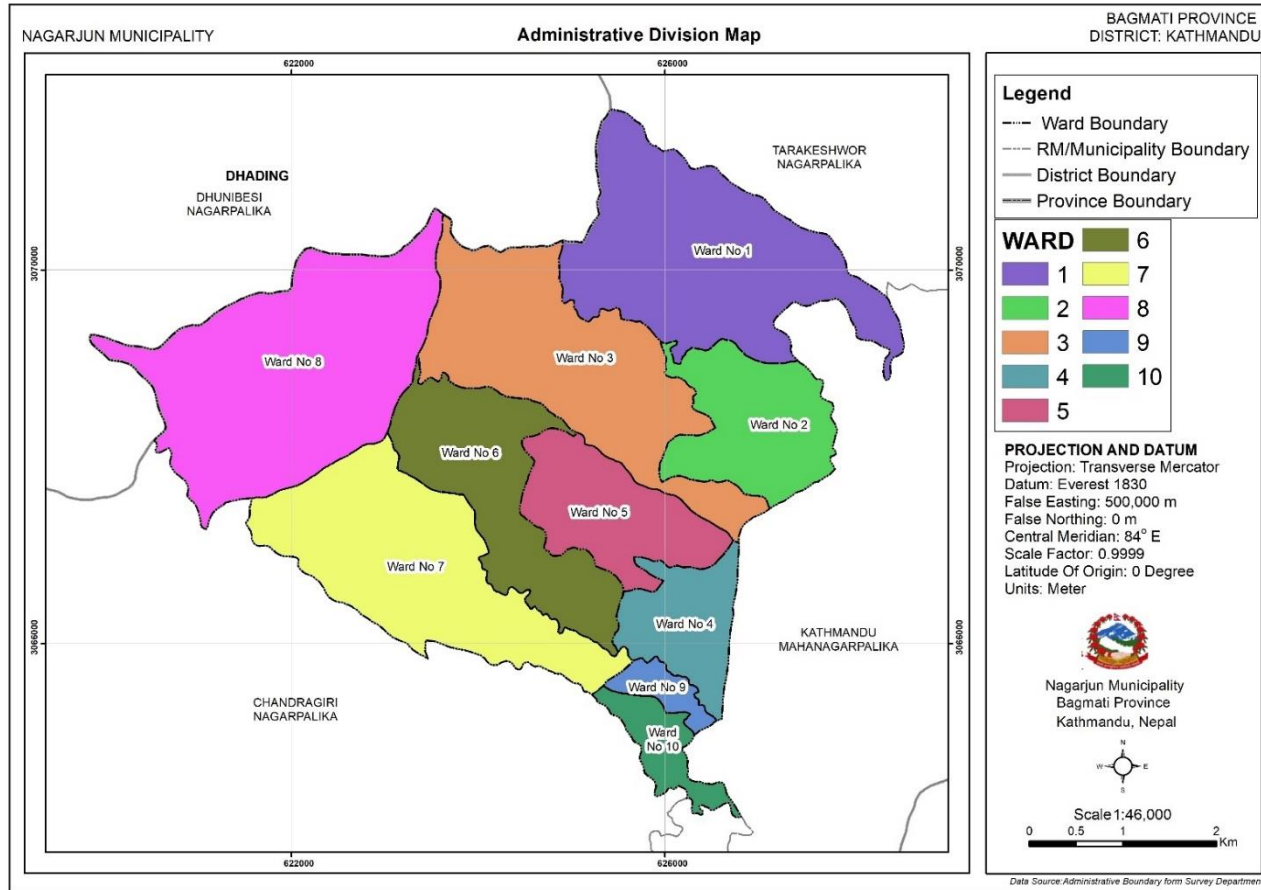 NAGARJUN MUNICIPALITY
Administrative Division Map
BAGMATI PROVINCE
DISTRICT: KATHMANDU
622000
626000
TARAKESHWOR
NAGARPALIKA
DHADING
DHUNIBESI
NAGARPALIKA
3070000
3070000
Ward No 1
Ward No 3
Ward No 8
Ward No 2
Ward No 6
Ward No 5
Ward No 7
Ward No 4
3066000
3066000
KATHMANDU
MAHANAGARPALIKA
Ward No 9
CHANDRAGIRI
NAGARPALIKA
Ward
No 10
622000
626000
Legend
Ward Boundary
RM/Municipality Boundary
District Boundary
Province Boundary
WARD
1
2
3
4
5
6
7
8
9
10
PROJECTION AND DATUM
Projection: Transverse Mercator
Datum: Everest 1830
False Easting: 500,000 m
False Northing: 0 m
Central Meridian: 84° E
Scale Factor: 0.9999
Latitude Of Origin: 0 Degree
Units: Meter
Nagarjun Municipality
Bagmati Province
Kathmandu, Nepal
N
W E
S
Scale 1:46,000
0 0.5 1 2
Km
Data Source:Administrative Boundary form Survey Department